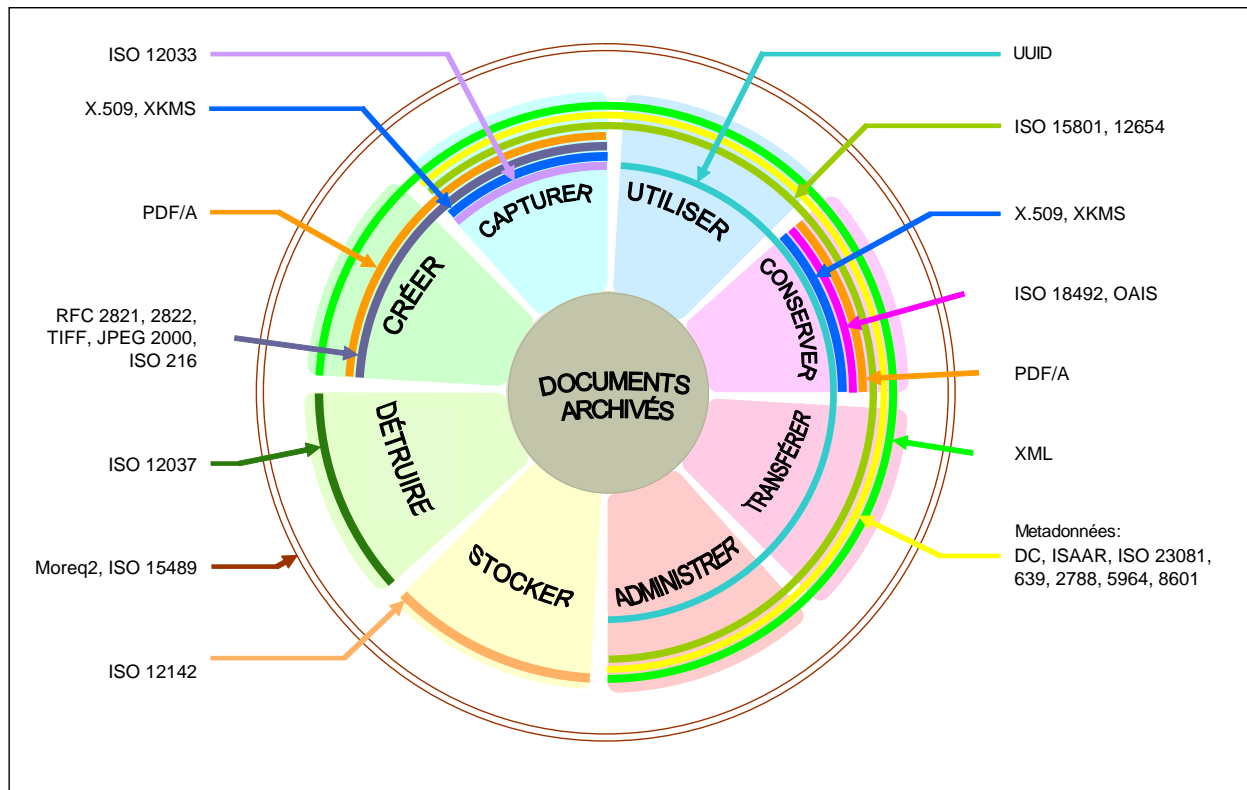 ISO 12033
X.509, XKMS
PDF/A
RFC 2821, 2822,
TIFF, JPEG 2000,
ISO 216
ISO 12037
Moreq2, ISO 15489
ISO 12142
CAPTURER
UTILISER
CRÉER
CONSERVER
DOCUMENTS
ARCHIVÉS
DÉTRUIRE
TRANSFÉRER
STOCKER
ADMINISTRER
UUID
ISO 15801, 12654
X.509, XKMS
ISO 18492, OAIS
PDF/A
XML
Metadonnées:
DC, ISAAR, ISO 23081,
639, 2788, 5964, 8601